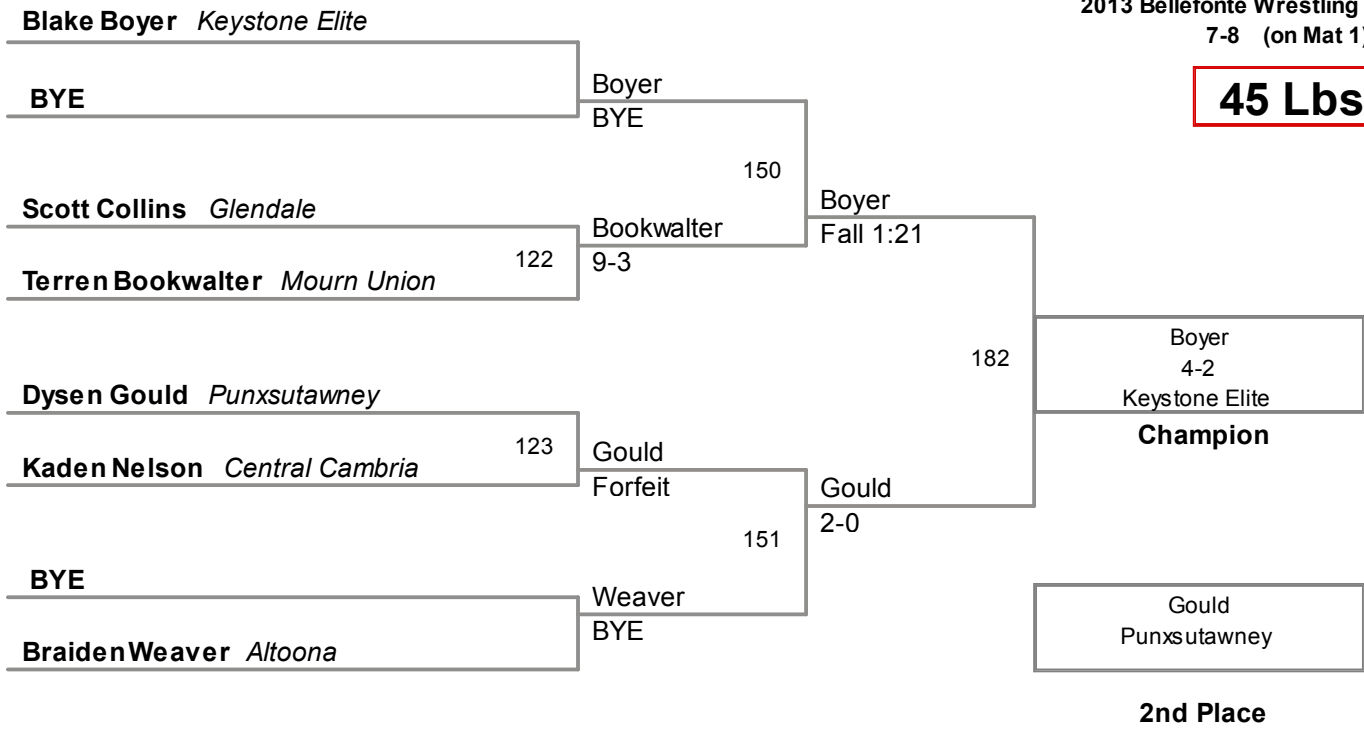 2013 Bellefonte Wrestling
7-8 (on Mat 1)
45 Lbs
Blake Boyer Keystone Elite
BYE
Boyer
BYE
150
Scott Collins Glendale
122
Terren Bookwalter Mourn Union
Bookwalter
9-3
Boyer
Fall 1:21
182
Boyer
4-2
Keystone Elite
Champion
Dysen Gould Punxsutawney
123
Kaden Nelson Central Cambria
Gould
Forfeit
151
Gould
2-0
BYE
Braiden Weaver Altoona
Weaver
BYE
Gould
Punxsutawney
2nd Place